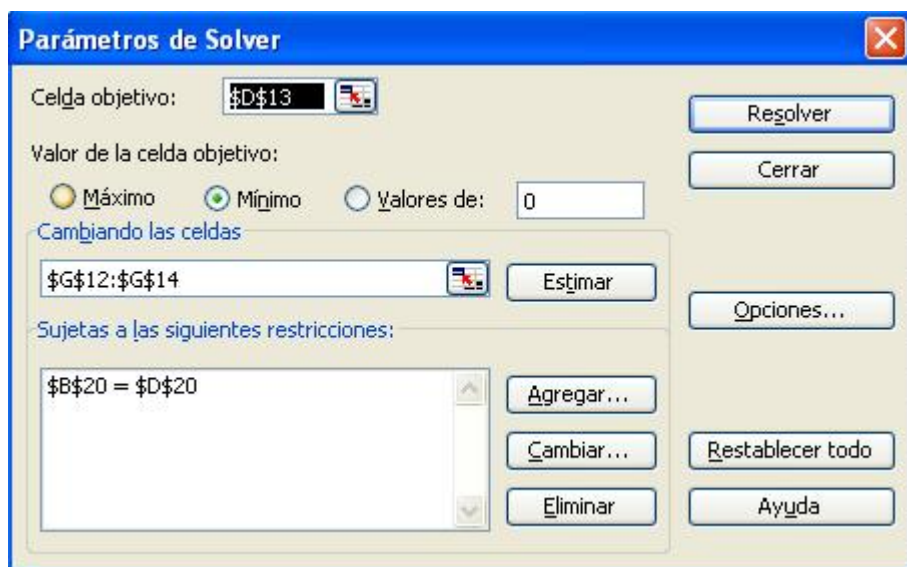 Parámetros de Solver
Celda objetivo: $D$13
Resolver
Valor de la celda objetivo:
Cerrar
Máximo Mínimo Valores de: 0
Cambiando las celdas
$G$12:$G$14 Estimar
Opciones...
Sujetas a las siguientes restricciones:
$B$20 = $D$20 Agregar...
Cambiar... Restablecer todo
Eliminar Ayuda